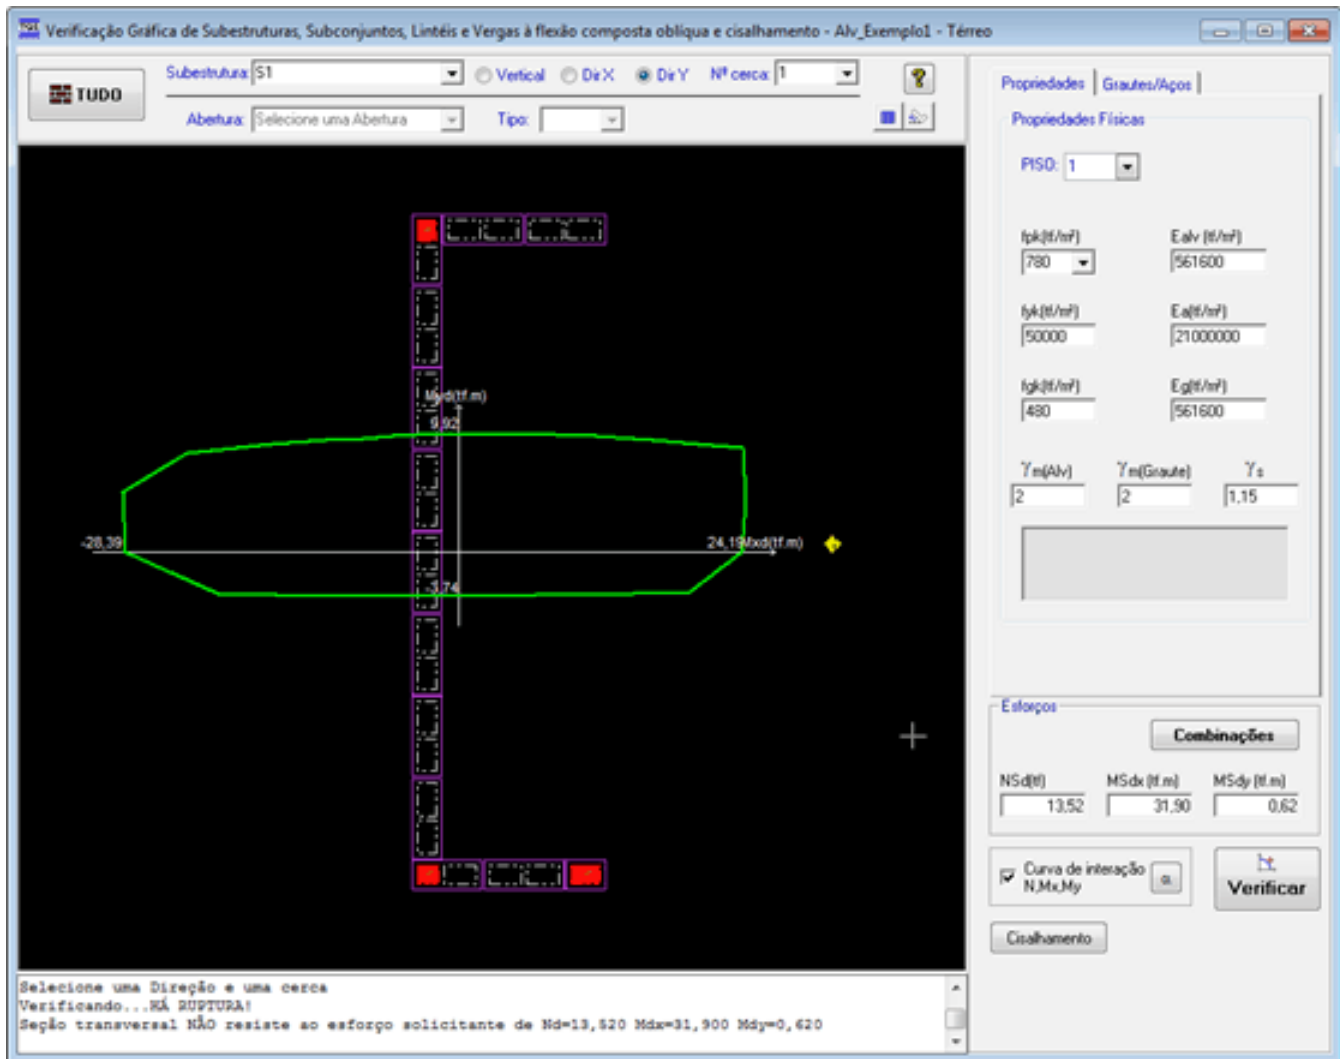 Verificação Gráfica de Subestruturas, Subconjuntos, Lintéis e Vergas à flexão composta oblíqua e cisalhamento - Alv_Exemplo1 - Térreo
TUDO
Subestrutura: S1
Vertical
Dir X
Dir Y
Nº cerca: 1
?
Abertura: Selecione uma Abertura
Tipo:
Propriedades
Grautes/Aços
Propriedades Físicas
PISO: 1
fpk(tf/m²)
Ealv (tf/m²)
780
561600
fyk(tf/m²)
Ea(tf/m²)
50000
21000000
fgk(tf/m²)
Eg(tf/m²)
480
561600
γm(Alv)
γm(Graute)
γs
2
2
1,15
Myd(tf.m)
9,92
-28,39
24,19
Mxd(tf.m)
-3,74
Esforços
Combinações
NSd(tf)
MSdx (tf.m)
MSdy (tf.m)
13,52
31,90
0,62
Curva de interação
N,Mx,My
α
Verificar
Cisalhamento
Selecione uma Direção e uma cerca
Verificando...HÁ RUPTURA!
Seção transversal NÃO resiste ao esforço solicitante de Nd=13,520 Mdx=31,900 Mdy=0,620